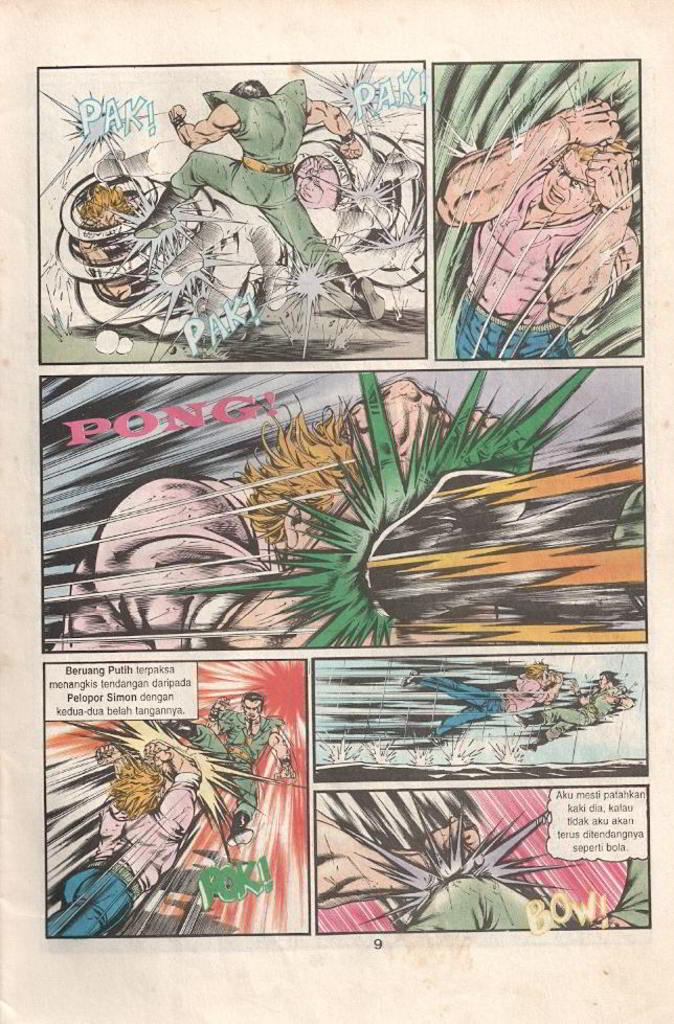 PAK!
PAK!
PAK!
PONG!
Beruang Putih terpaksa
menangkis tendangan daripada
Pelopor Simon dengan
kedua-dua belah tangannya.
POK!
Aku mesti patahkan
kaki dia, kalau
tidak aku akan
terus ditendangnya
seperti bola.
BOW!
9